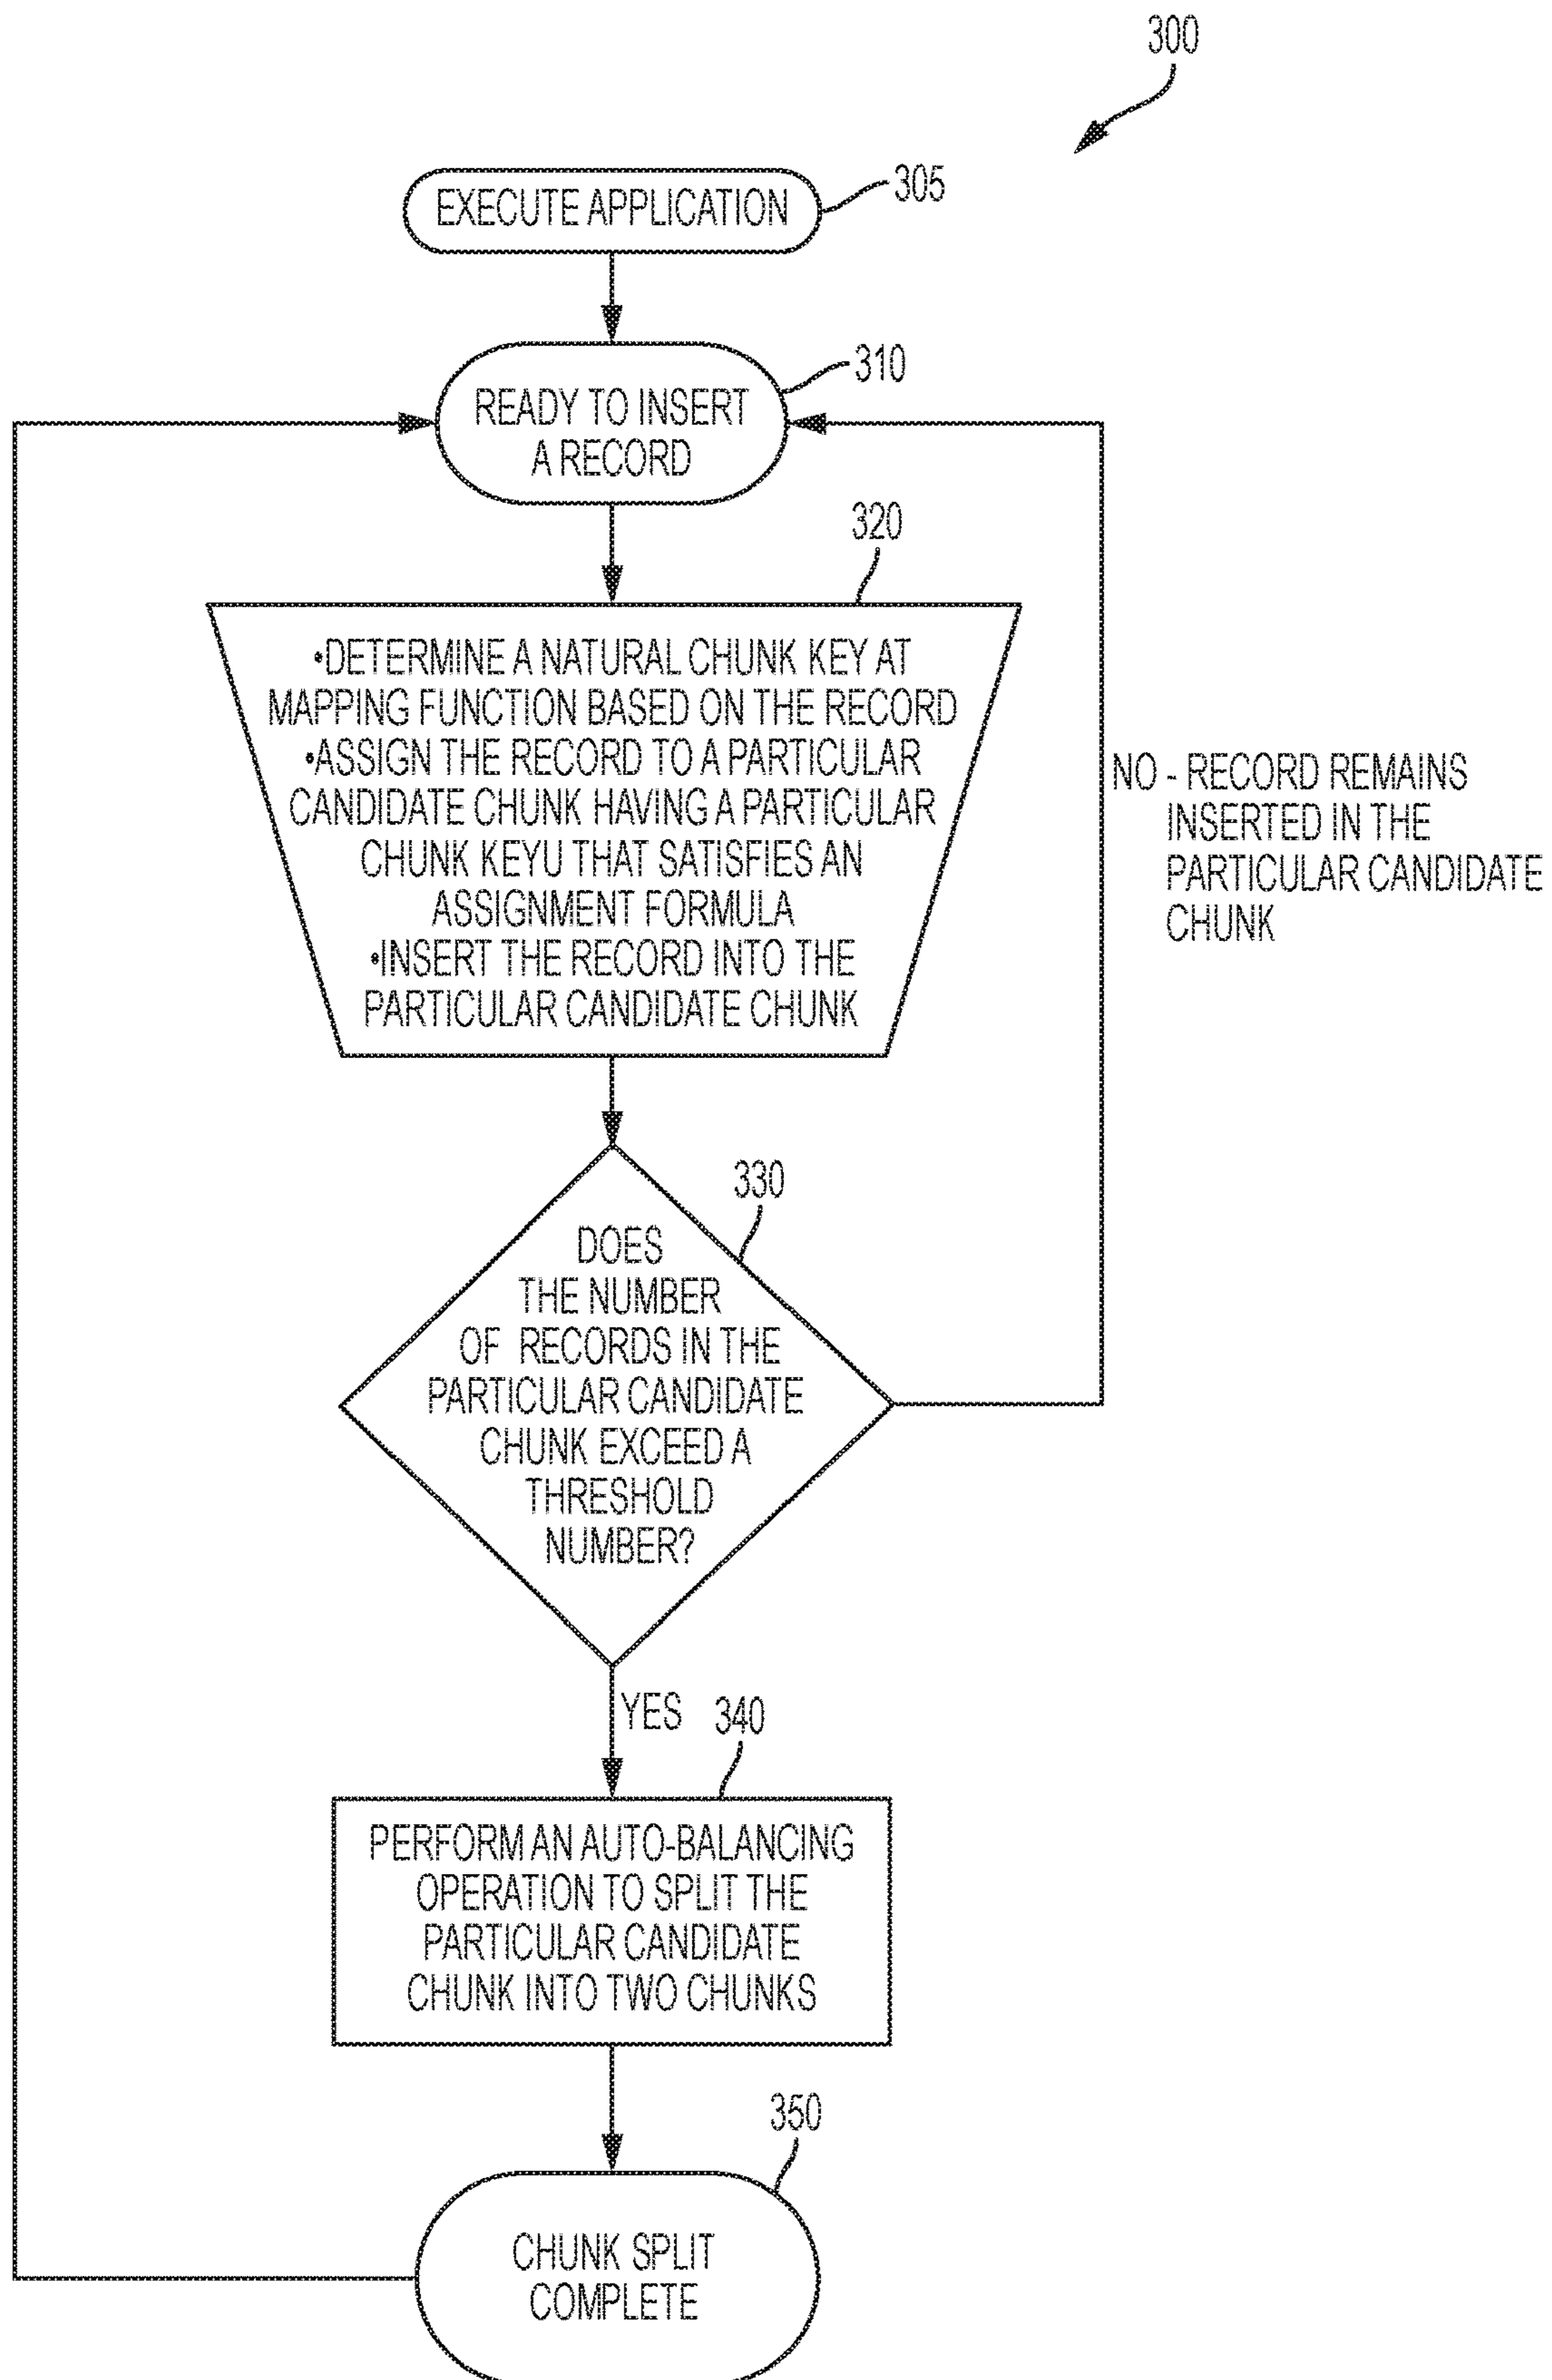 300
EXECUTE APPLICATION
305
310
READY TO INSERT
A RECORD
320
•DETERMINE A NATURAL CHUNK KEY AT
MAPPING FUNCTION BASED ON THE RECORD
•ASSIGN THE RECORD TO A PARTICULAR
CANDIDATE CHUNK HAVING A PARTICULAR
CHUNK KEYU THAT SATISFIES AN
ASSIGNMENT FORMULA
•INSERT THE RECORD INTO THE
PARTICULAR CANDIDATE CHUNK
NO - RECORD REMAINS
INSERTED IN THE
PARTICULAR CANDIDATE
CHUNK
330
DOES
THE NUMBER
OF RECORDS IN THE
PARTICULAR CANDIDATE
CHUNK EXCEED A
THRESHOLD
NUMBER?
YES
340
PERFORM AN AUTO-BALANCING
OPERATION TO SPLIT THE
PARTICULAR CANDIDATE
CHUNK INTO TWO CHUNKS
350
CHUNK SPLIT
COMPLETE